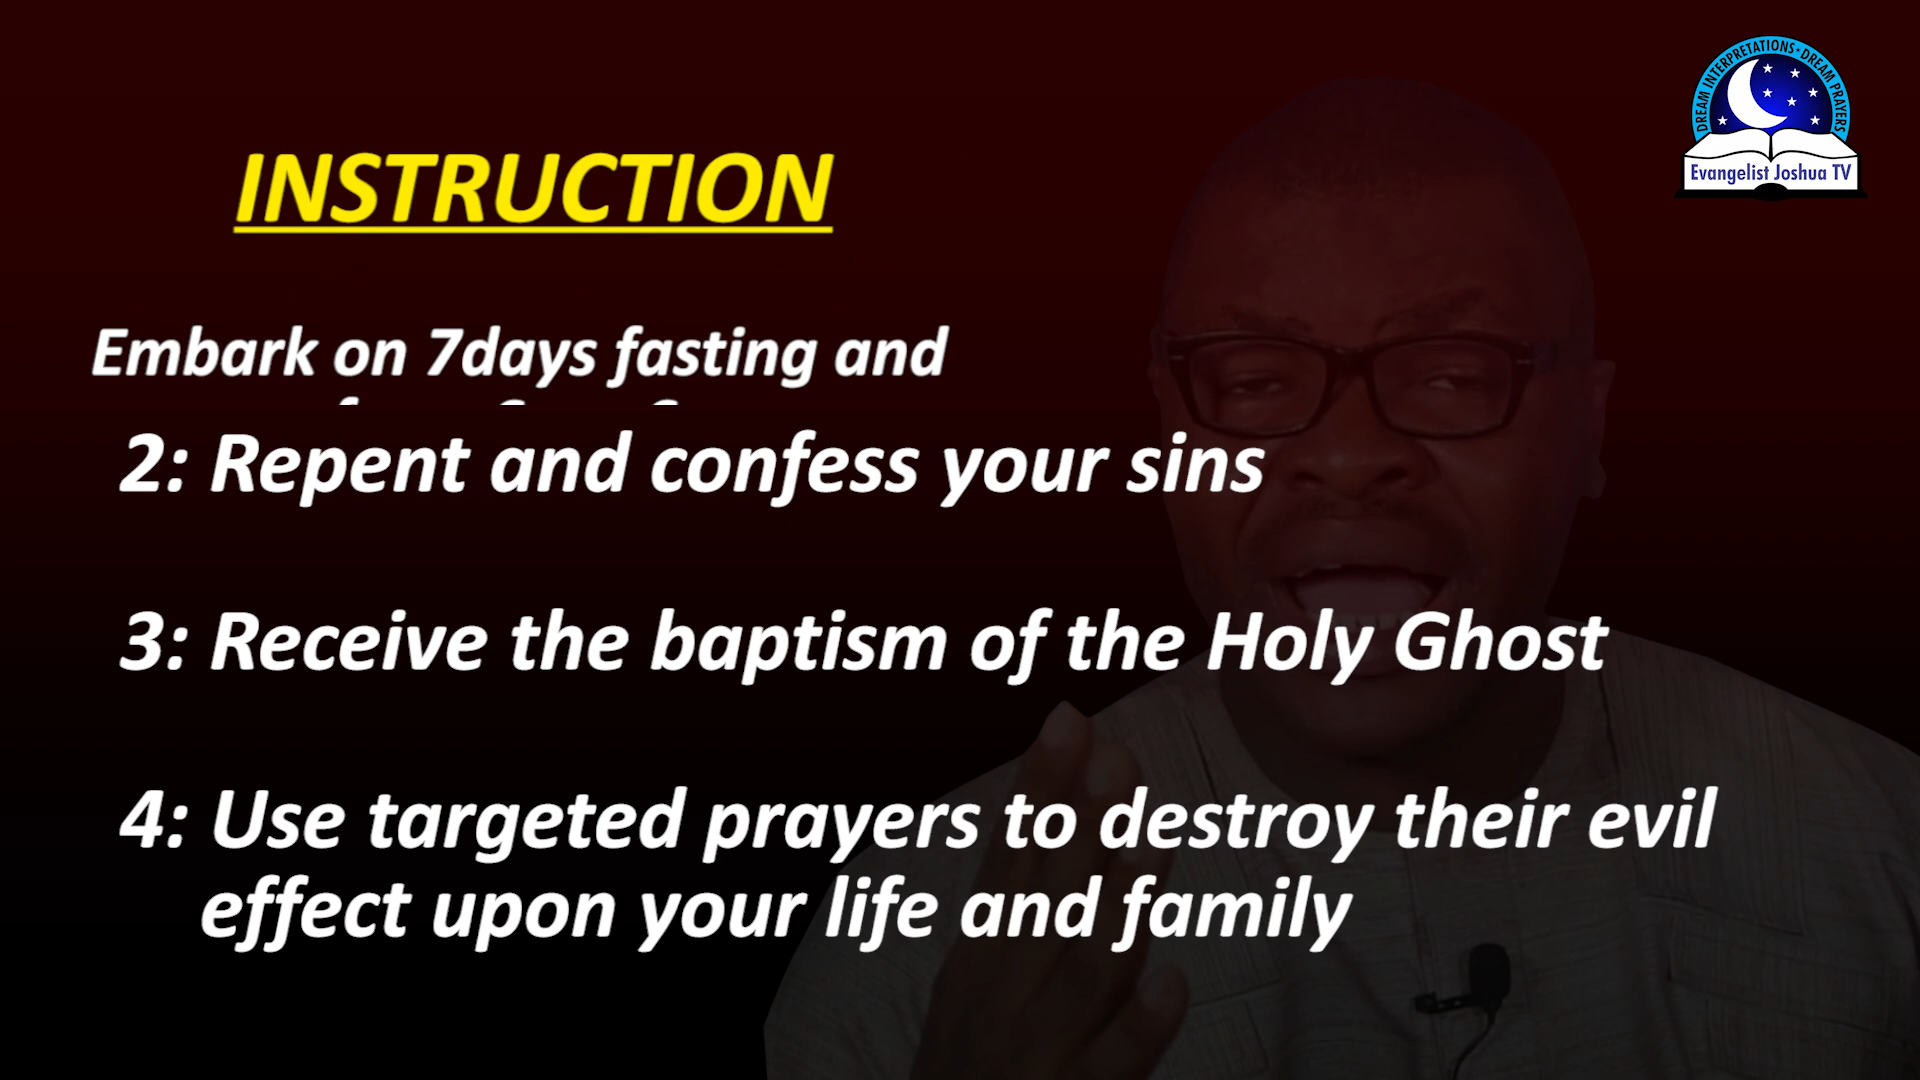 DREAM INTERPRETATIONS • DREAM PRAYERS
Evangelist Joshua TV
INSTRUCTION
Embark on 7days fasting and
2: Repent and confess your sins
3: Receive the baptism of the Holy Ghost
4: Use targeted prayers to destroy their evil
effect upon your life and family